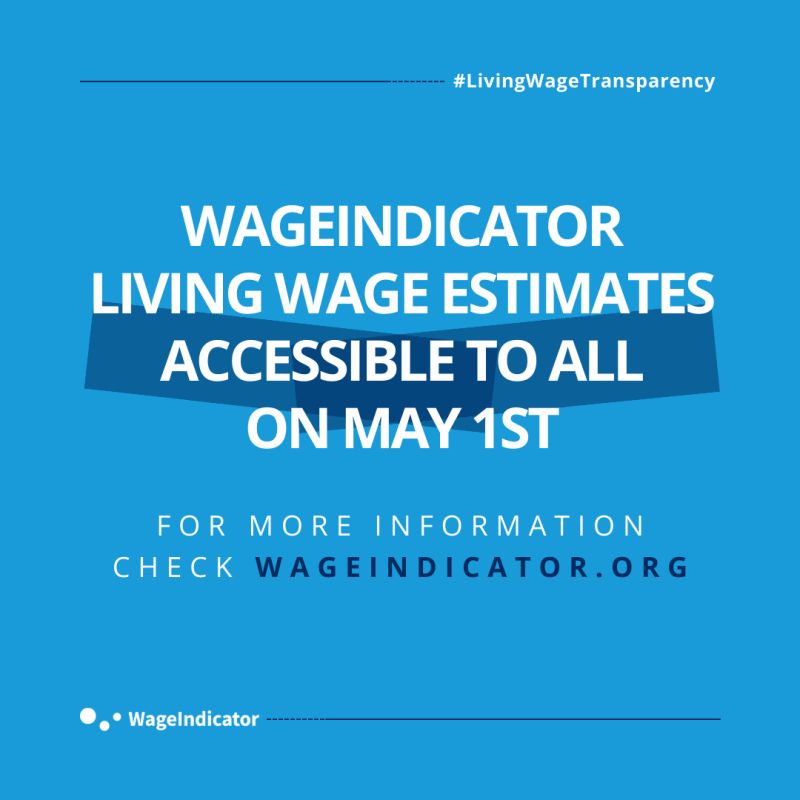 #LivingWageTransparency
WAGEINDICATOR
LIVING WAGE ESTIMATES
ACCESSIBLE TO ALL
ON MAY 1ST
FOR MORE INFORMATION
CHECK WAGEINDICATOR.ORG
WageIndicator